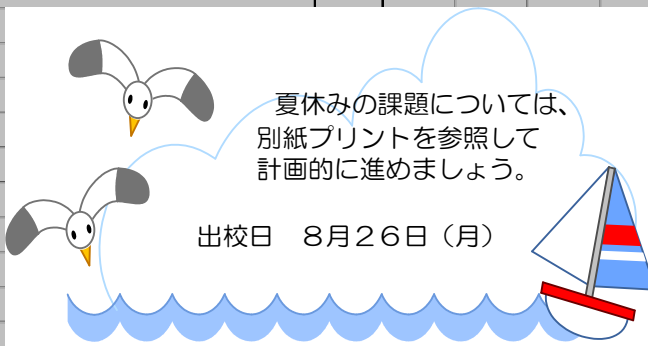 夏休みの課題については、
別紙プリントを参照して
計画的に進めましょう。
出校日　８月２６日（月）